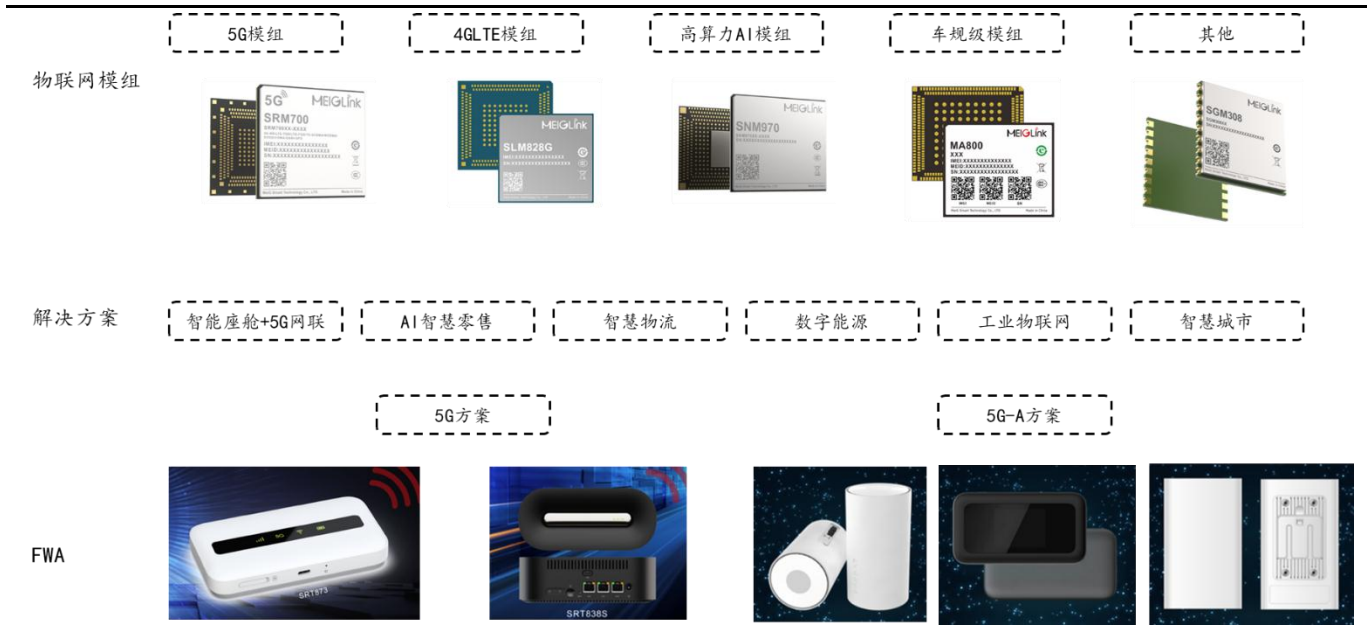 5G模组
4GLTE模组
高算力AI模组
车规级模组
其他
物联网模组
5G
MEIGLink
SRM700
MEIGLink
SLM828G
MEIGLink
SNM970
MEIGLink
MA800
XXX
MEIGLink
SGM308
解决方案
智能座舱+5G网联
AI智慧零售
智慧物流
数字能源
工业物联网
智慧城市
5G方案
5G-A方案
FWA
SRT873
SRT838S